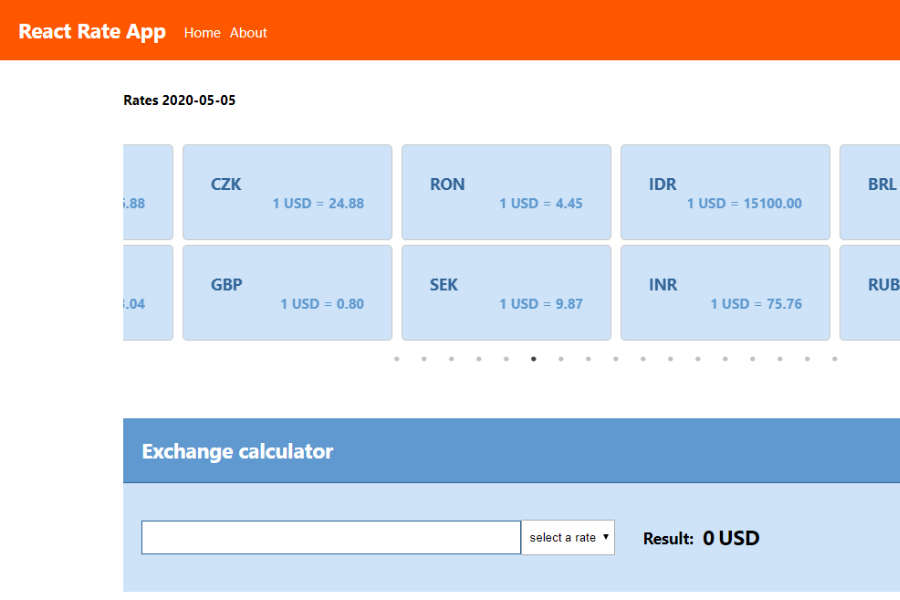 React Rate App Home About
Rates 2020-05-05
CZK RON IDR BRL
.88 1 USD = 24.88 1 USD = 4.45 1 USD = 15100.00
GBP SEK INR RUB
.04 1 USD = 0.80 1 USD = 9.87 1 USD = 75.76
Exchange calculator
select a rate Result: 0 USD